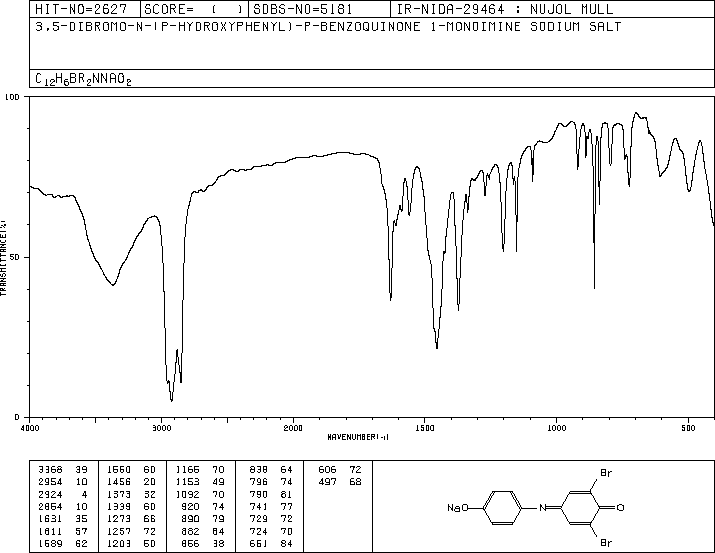 HIT-NO=2627 SCORE= ( ) SDBS-NO=5181 IR-NIDA-29464 : NUJOL MULL
3,5-DIBROMO-N-(P-HYDROXYPHENYL)-P-BENZOQUINONE 1-MONOIMINE SODIUM SALT
C12H6BR2NNAO2
100
50
0
TRANSMITTANCE(%)
4000 3000 2000 1500 1000 500
WAVENUMBER(-1)
3368 39 1560 60 1166 70 838 64 606 72
2954 10 1456 20 1153 49 796 74 497 68
2924 4 1373 32 1092 70 790 81
2854 10 1339 60 920 74 741 77
1631 35 1273 66 890 79 729 72
1611 57 1257 72 882 84 724 70
1589 62 1203 50 856 38 651 84
Br
NaO N O
Br